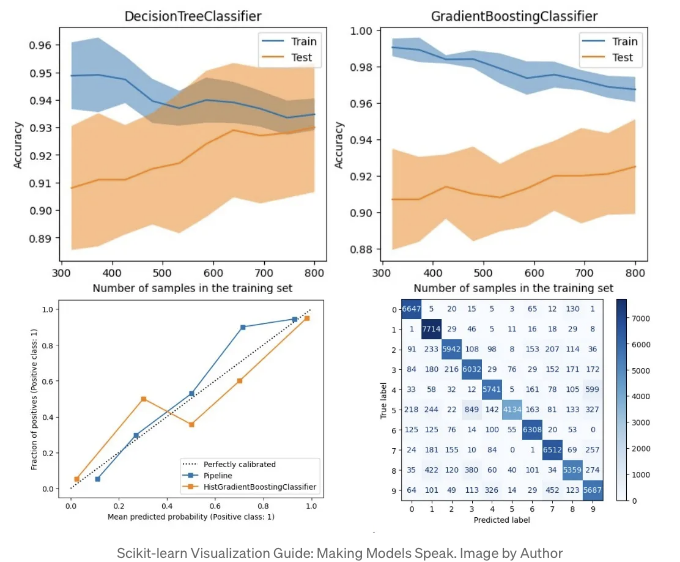 DecisionTreeClassifier
GradientBoostingClassifier
Train
Test
0.96
0.95
0.94
0.93
0.92
0.91
0.90
0.89
Accuracy
300 400 500 600 700 800
Number of samples in the training set
Train
Test
1.00
0.98
0.96
0.94
0.92
0.90
0.88
Accuracy
300 400 500 600 700 800
Number of samples in the training set
1.0
0.8
0.6
0.4
0.2
0.0
Fraction of positives (Positive class: 1)
Perfectly calibrated
Pipeline
HistGradientBoostingClassifier
0.0 0.2 0.4 0.6 0.8 1.0
Mean predicted probability (Positive class: 1)
True label
0 6647 5 20 15 5 3 65 12 130 1
1 7714 29 46 5 11 16 18 29 8
2 91 233 5942 108 98 8 153 207 114 36
3 84 180 216 6032 29 76 29 152 171 172
4 33 58 32 12 5741 5 161 78 105 599
5 218 244 22 849 142 4134 163 81 133 327
6 125 125 76 14 100 55 6308 20 53 0
7 24 181 155 10 84 0 1 6512 69 257
8 35 422 120 380 60 40 101 34 5359 274
9 64 101 49 113 326 14 29 452 123 5687
0 1 2 3 4 5 6 7 8 9
Predicted label
7000
6000
5000
4000
3000
2000
1000
0
Scikit-learn Visualization Guide: Making Models Speak. Image by Author